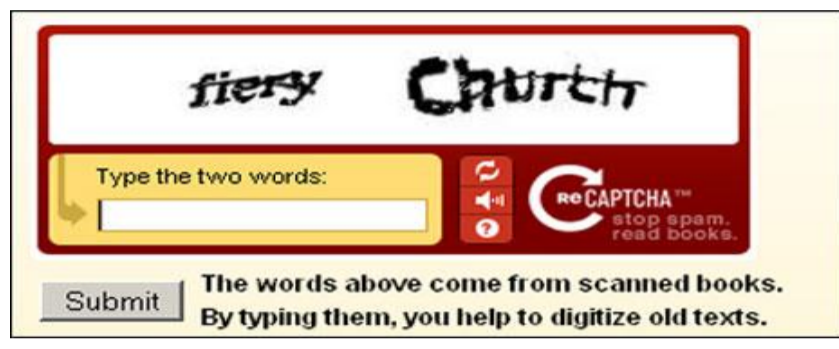 fiery Church
Type the two words:
ReCAPTCHA™
stop spam.
read books.
Submit
The words above come from scanned books.
By typing them, you help to digitize old texts.